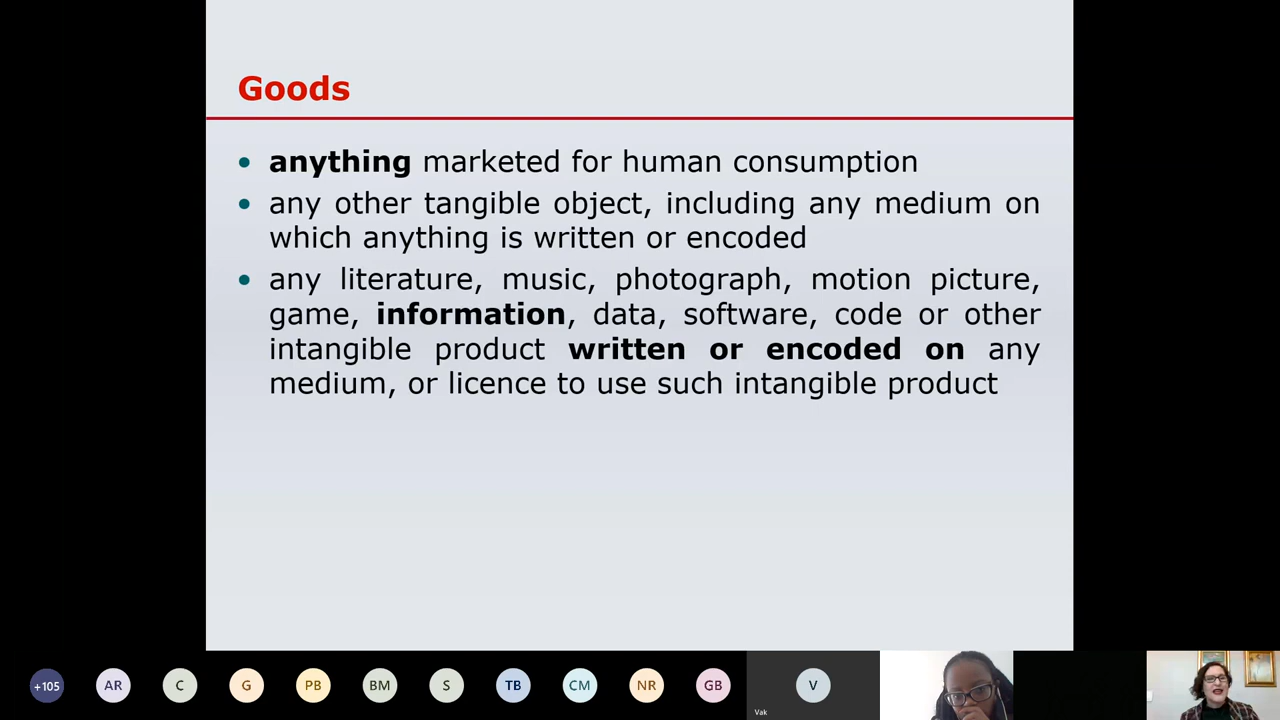 Goods
• anything marketed for human consumption
• any other tangible object, including any medium on
which anything is written or encoded
• any literature, music, photograph, motion picture,
game, information, data, software, code or other
intangible product written or encoded on any
medium, or licence to use such intangible product
+105 AR C G PB BM S TB CM NR GB V
Vak